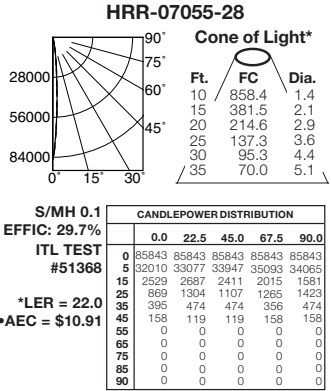 HRR-07055-28
90˚
75˚
60˚
45˚
28000
56000
84000
0˚ 15˚ 30˚
Cone of Light*
Ft. FC Dia.
10 858.4 1.4
15 381.5 2.1
20 214.6 2.9
25 137.3 3.6
30 95.3 4.4
35 70.0 5.1
S/MH 0.1
EFFIC: 29.7%
ITL TEST
#51368
*LER = 22.0
•AEC = $10.91
CANDLEPOWER DISTRIBUTION
0.0 22.5 45.0 67.5 90.0
0 85843 85843 85843 85843 85843
5 32010 33077 33947 35093 34065
15 2529 2687 2411 2015 1581
25 869 1304 1107 1265 1423
35 395 474 474 356 474
45 158 119 119 158 158
55 0 0 0 0 0
65 0 0 0 0 0
75 0 0 0 0 0
85 0 0 0 0 0
90 0 0 0 0 0